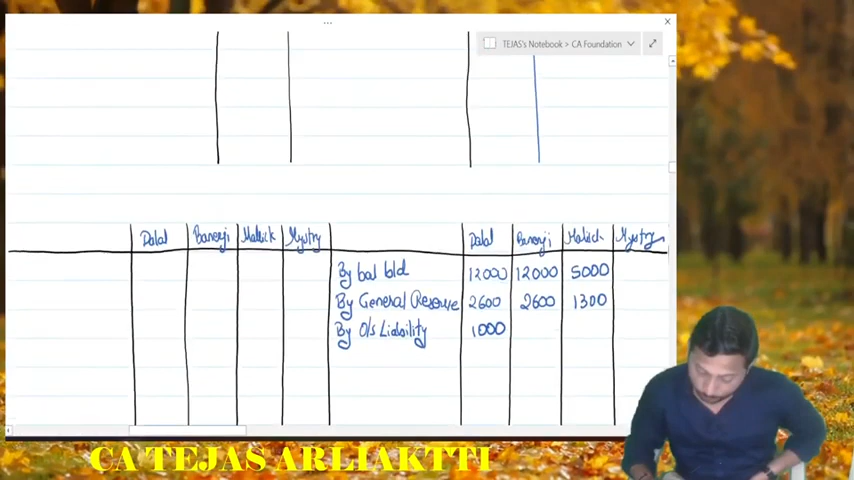 TEJAS's Notebook > CA Foundation
Dalal Banerji Mallick Mystry Dalal Banerji Mallick Mystry
By bal b/d 12000 12000 5000
By General Reserve 2600 2600 1300
By O/s Liability 1000
CA TEJAS ARLIAKTTI